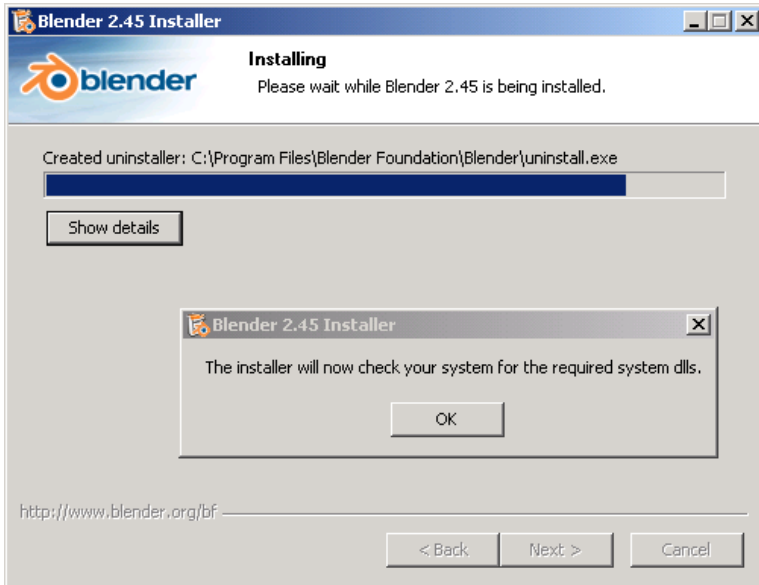 Blender 2.45 Installer
blender
Installing
Please wait while Blender 2.45 is being installed.
Created uninstaller: C:\Program Files\Blender Foundation\Blender\uninstall.exe
Show details
Blender 2.45 Installer
The installer will now check your system for the required system dlls.
OK
http://www.blender.org/bf
< Back Next > Cancel